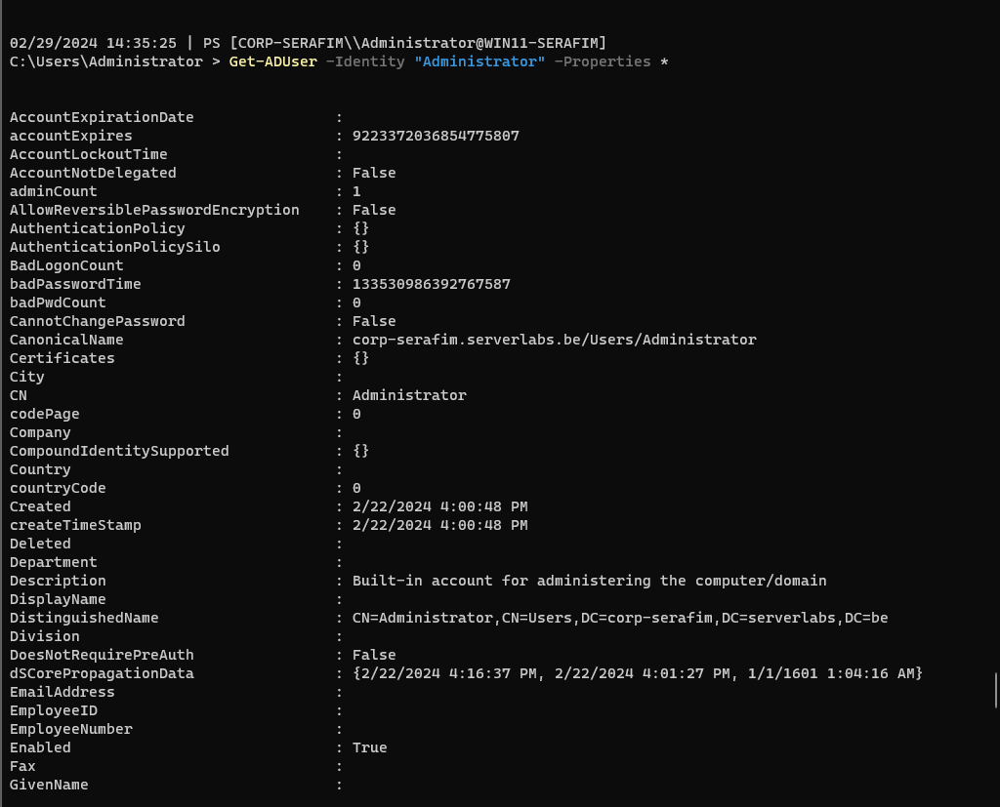 02/29/2024 14:35:25 | PS [CORP-SERAFIM\\Administrator@WIN11-SERAFIM]
C:\Users\Administrator > Get-ADUser -Identity "Administrator" -Properties *
AccountExpirationDate :
accountExpires : 9223372036854775807
AccountLockoutTime :
AccountNotDelegated : False
adminCount : 1
AllowReversiblePasswordEncryption : False
AuthenticationPolicy : {}
AuthenticationPolicySilo : {}
BadLogonCount : 0
badPasswordTime : 133530986392767587
badPwdCount : 0
CannotChangePassword : False
CanonicalName : corp-serafim.serverlabs.be/Users/Administrator
Certificates : {}
City :
CN : Administrator
codePage : 0
Company :
CompoundIdentitySupported : {}
Country :
countryCode : 0
Created : 2/22/2024 4:00:48 PM
createTimeStamp : 2/22/2024 4:00:48 PM
Deleted :
Department :
Description : Built-in account for administering the computer/domain
DisplayName :
DistinguishedName : CN=Administrator,CN=Users,DC=corp-serafim,DC=serverlabs,DC=be
Division :
DoesNotRequirePreAuth : False
dSCorePropagationData : {2/22/2024 4:16:37 PM, 2/22/2024 4:01:27 PM, 1/1/1601 1:04:16 AM}
EmailAddress :
EmployeeID :
EmployeeNumber :
Enabled : True
Fax :
GivenName :